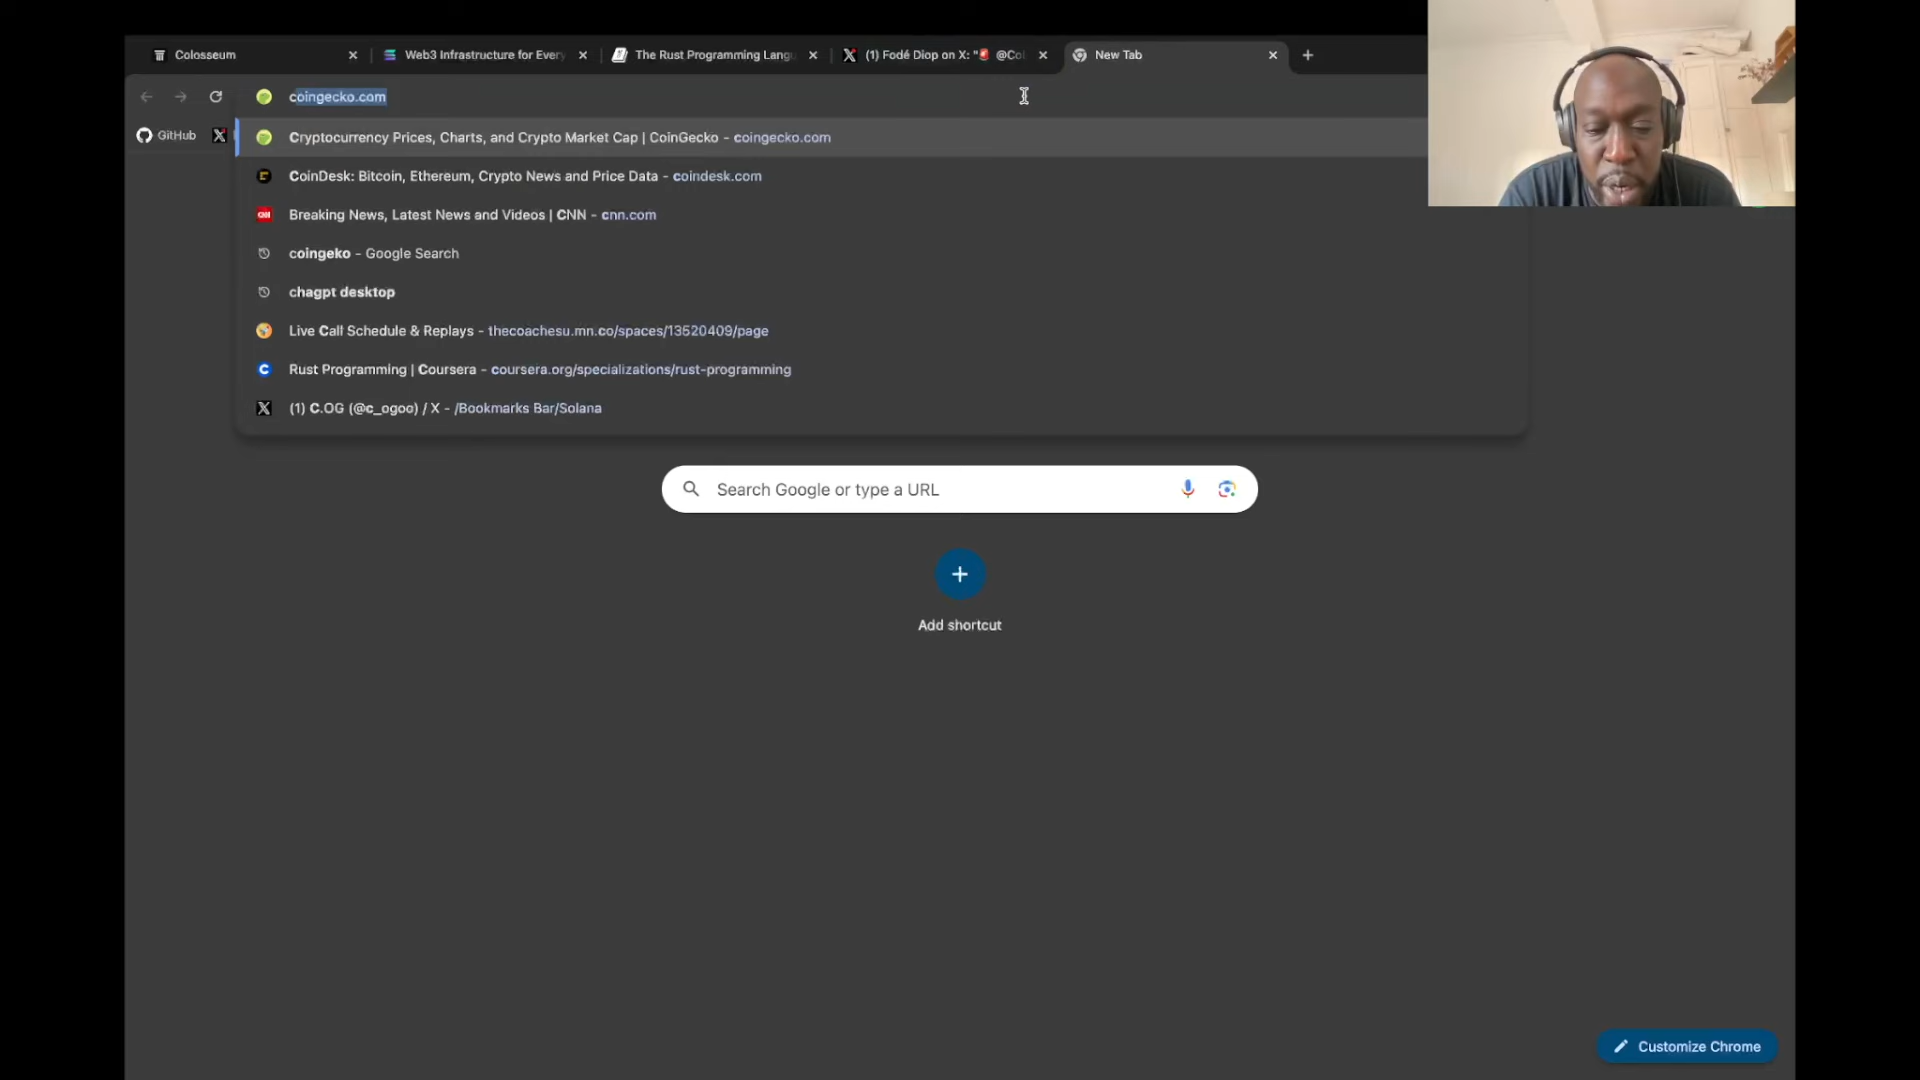 Colosseum
Web3 Infrastructure for Every
The Rust Programming Langu
(1) Fodé Diop on X: "🚨 @Col
New Tab
coingecko.com
GitHub
Cryptocurrency Prices, Charts, and Crypto Market Cap | CoinGecko - coingecko.com
CoinDesk: Bitcoin, Ethereum, Crypto News and Price Data - coindesk.com
Breaking News, Latest News and Videos | CNN - cnn.com
coingeko - Google Search
chagpt desktop
Live Call Schedule & Replays - thecoachesu.mn.co/spaces/13520409/page
Rust Programming | Coursera - coursera.org/specializations/rust-programming
(1) C.OG (@c_ogoo) / X - /Bookmarks Bar/Solana
Search Google or type a URL
Add shortcut
Customize Chrome